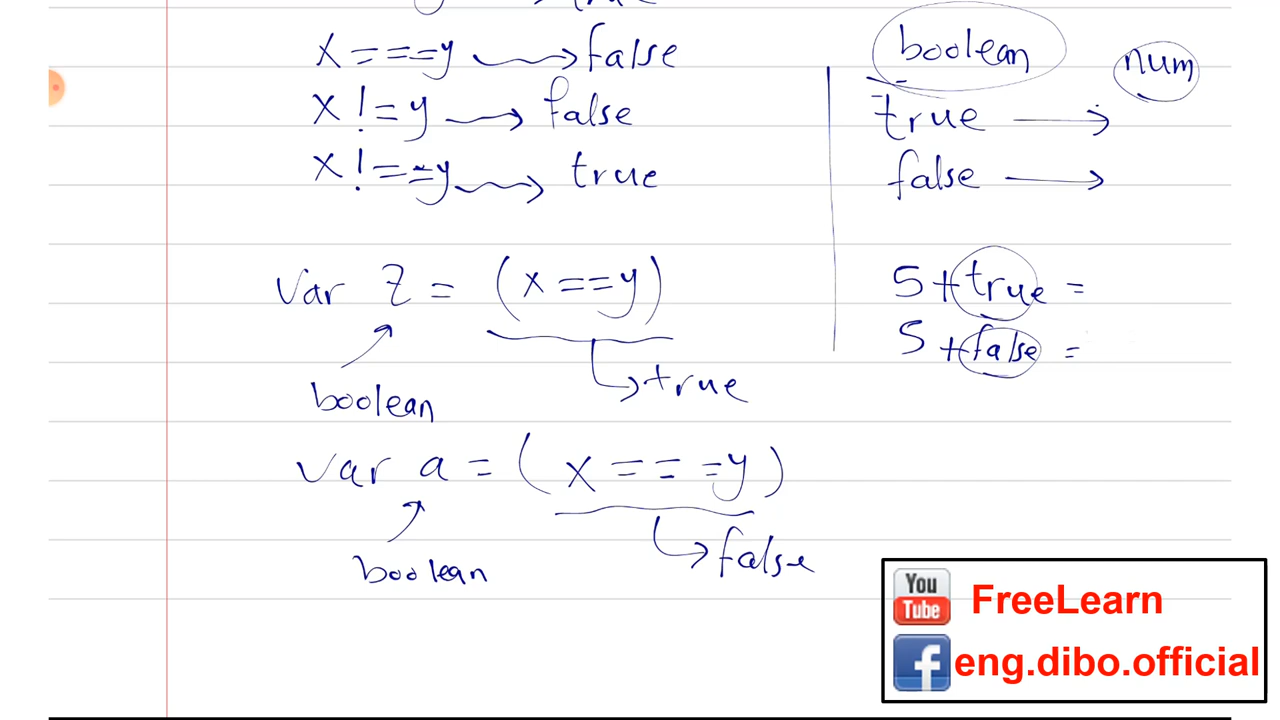 x ===y → false
x != y → false
x !== y → true
var Z = (x ==y)
→ true
boolean
var a = (x ===y)
→ false
boolean
boolean num
true →
false →
5+true =
5+false =
You
Tube
FreeLearn
eng.dibo.official